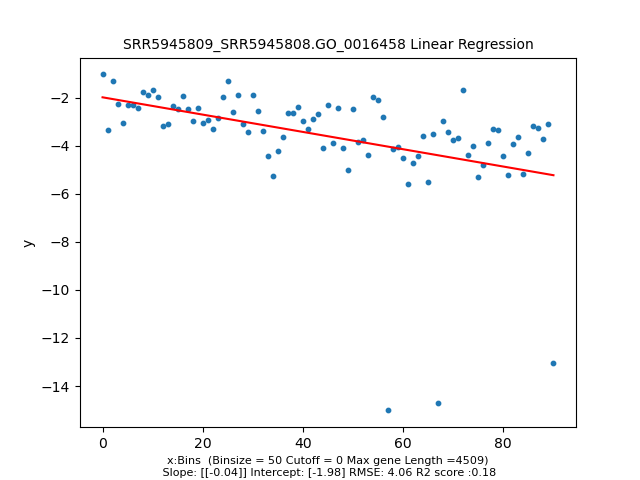 SRR5945809_SRR5945808.GO_0016458 Linear Regression
y
−2
−4
−6
−8
−10
−12
−14
0 20 40 60 80
x:Bins  (Binsize = 50 Cutoff = 0 Max gene Length =4509)
Slope: [[-0.04]] Intercept: [-1.98] RMSE: 4.06 R2 score :0.18